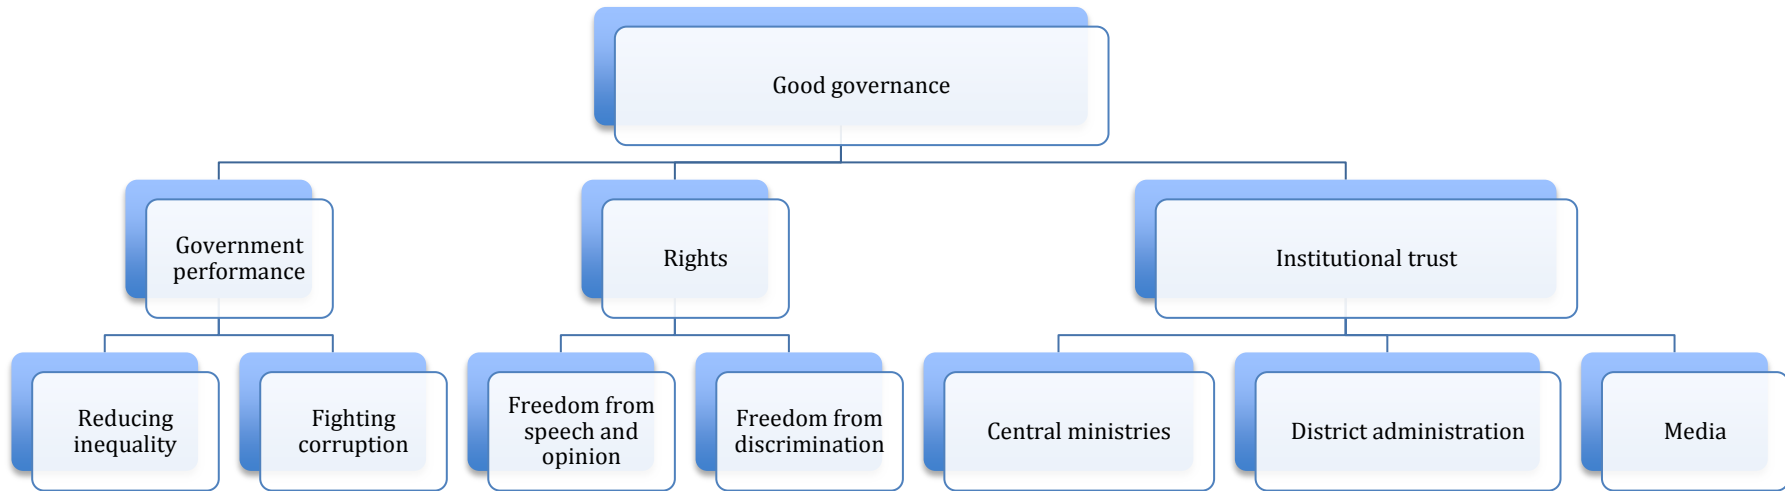 Good governance
Government
performance
Rights
Institutional trust
Reducing
inequality
Fighting
corruption
Freedom from
speech and
opinion
Freedom from
discrimination
Central ministries
District administration
Media